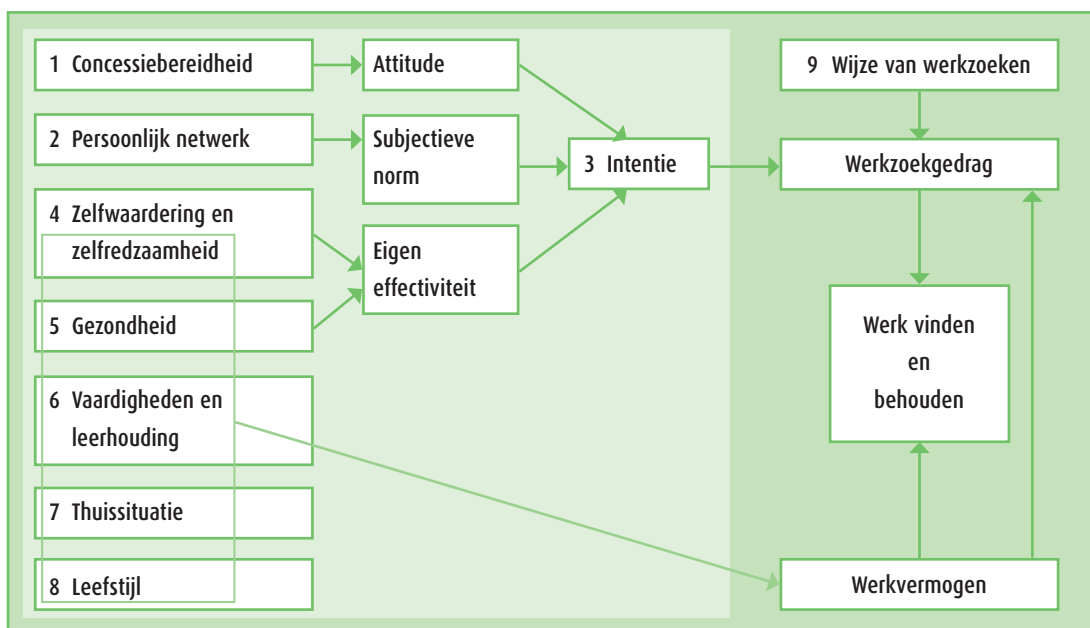 1 Concessiebereidheid
Attitude
9 Wijze van werkzoeken
2 Persoonlijk netwerk
Subjectieve
norm
3 Intentie
Werkzoekgedrag
4 Zelfwaardering en
zelfredzaamheid
Eigen
effectiviteit
5 Gezondheid
Werk vinden
en
behouden
6 Vaardigheden en
leerhouding
7 Thuissituatie
8 Leefstijl
Werkvermogen